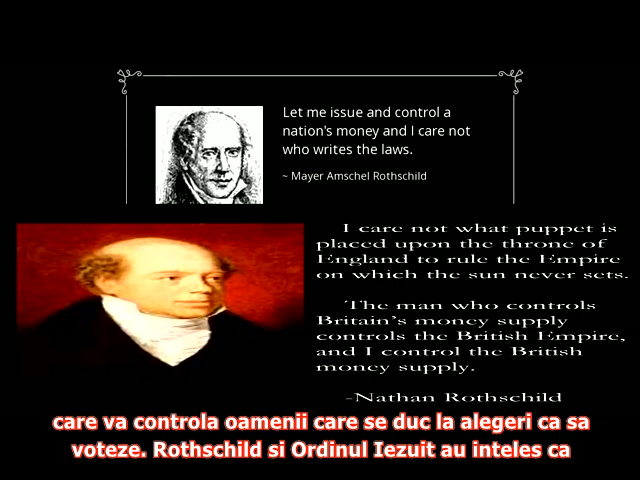 Let me issue and control a
nation's money and I care not
who writes the laws.
~ Mayer Amschel Rothschild
I care not what puppet is
placed upon the throne of
England to rule the Empire
on which the sun never sets.
The man who controls
Britain's money supply
controls the British Empire,
and I control the British
money supply.
-Nathan Rothschild
care va controla oamenii care se duc la alegeri ca sa
voteze. Rothschild si Ordinul Iezuit au inteles ca